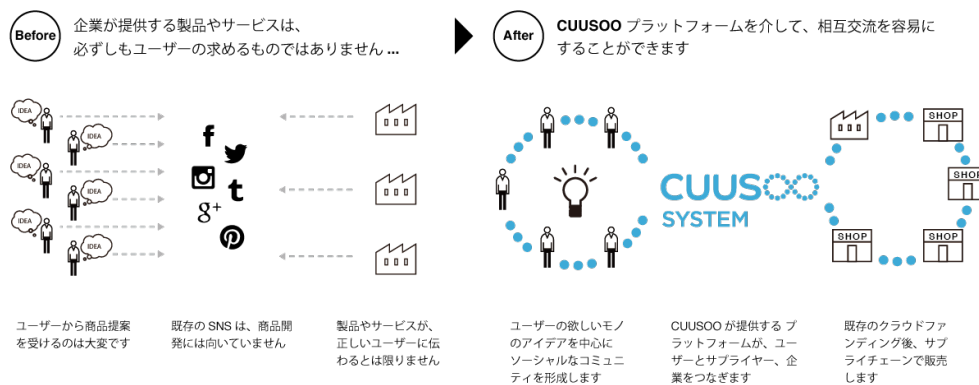 Before
企業が提供する製品やサービスは、
必ずしもユーザーの求めるものではありません ...
After
CUUSOO プラットフォームを介して、相互交流を容易に
することができます
IDEA
IDEA
IDEA
IDEA
IDEA
IDEA
f
t
g+
CUUSOO
SYSTEM
SHOP
SHOP
SHOP
SHOP
ユーザーから商品提案
を受けるのは大変です
既存の SNS は、商品開
発には向いていません
製品やサービスが、
正しいユーザーに伝
わるとは限りません
ユーザーの欲しいモノ
のアイデアを中心に
ソーシャルなコミュニ
ティを形成します
CUUSOO が提供する プ
ラットフォームが、ユー
ザーとサプライヤー、企
業をつなぎます
既存のクラウドファ
ンディング後、サプ
ライチェーンで販売
します